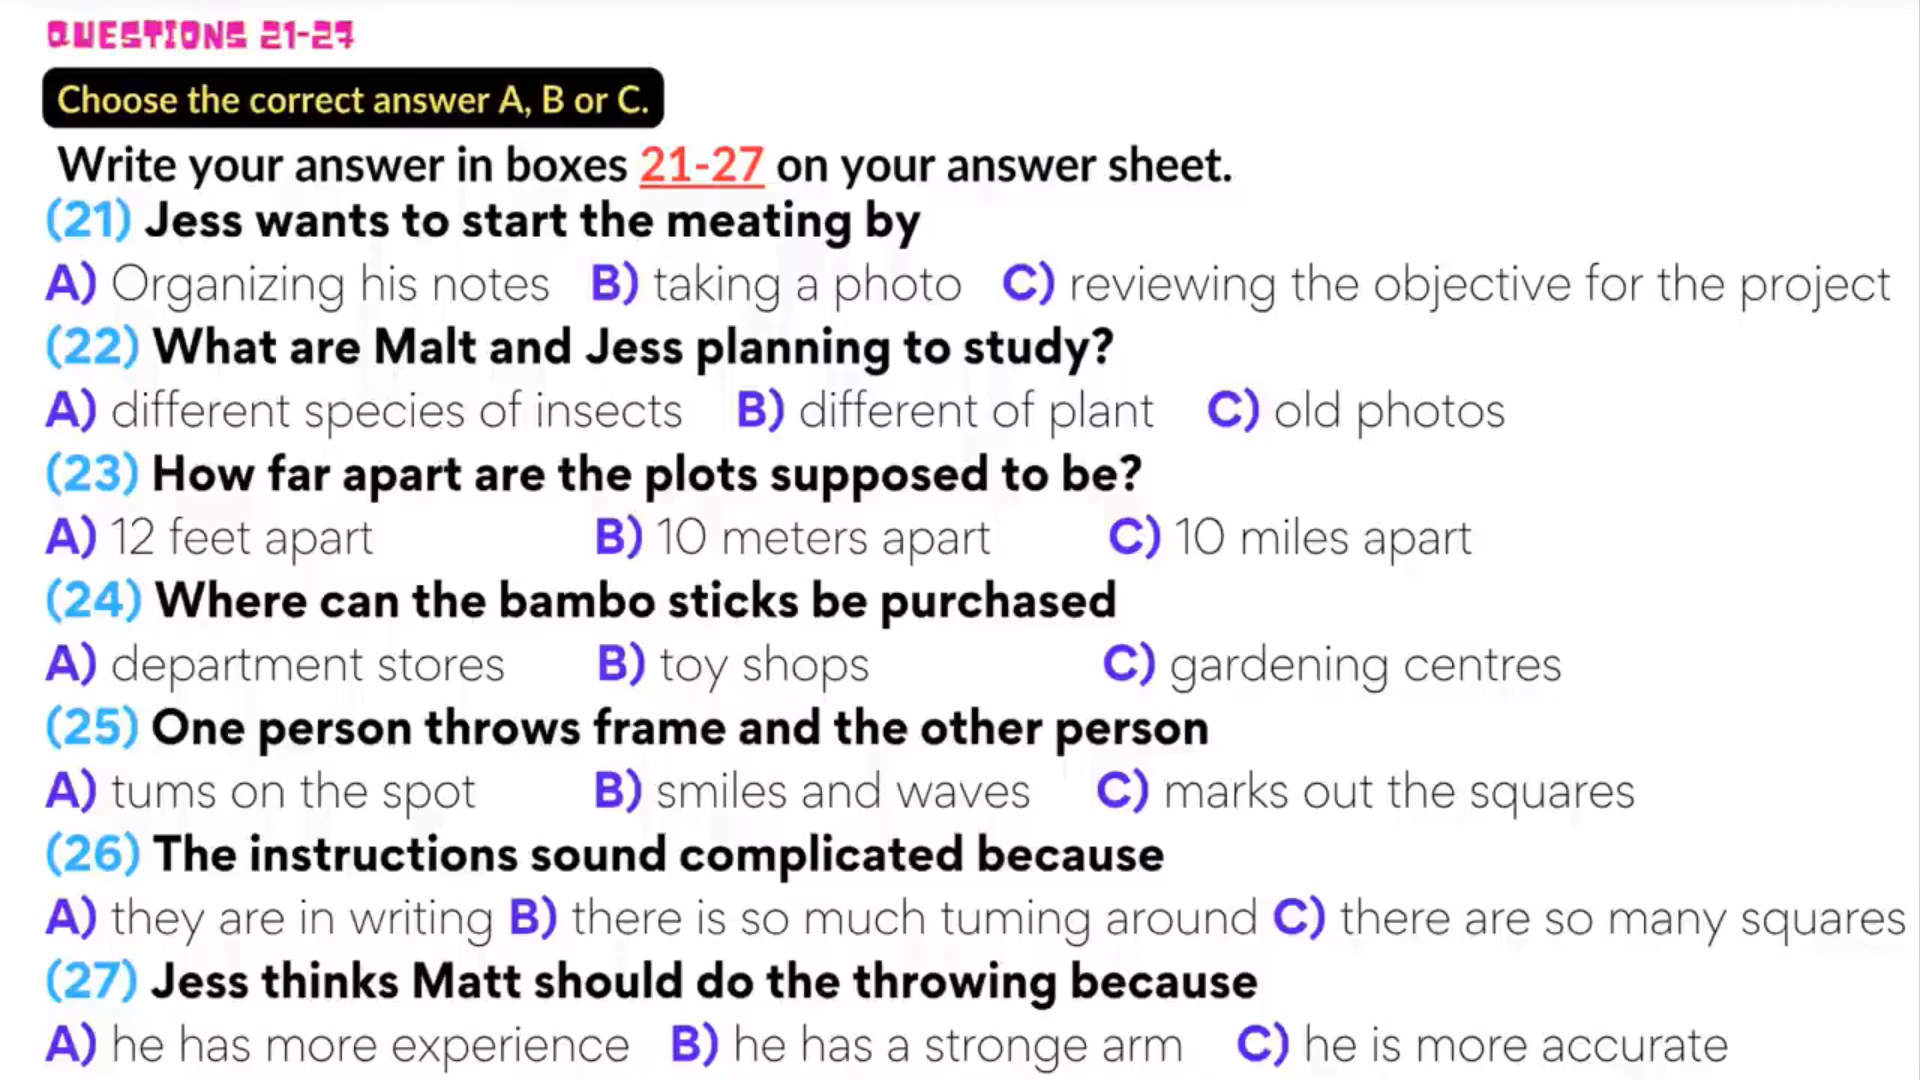 QUESTIONS 21-27
Choose the correct answer A, B or C.
Write your answer in boxes 21-27 on your answer sheet.
(21) Jess wants to start the meating by
A) Organizing his notes B) taking a photo C) reviewing the objective for the project
(22) What are Malt and Jess planning to study?
A) different species of insects B) different of plant C) old photos
(23) How far apart are the plots supposed to be?
A) 12 feet apart B) 10 meters apart C) 10 miles apart
(24) Where can the bambo sticks be purchased
A) department stores B) toy shops C) gardening centres
(25) One person throws frame and the other person
A) tums on the spot B) smiles and waves C) marks out the squares
(26) The instructions sound complicated because
A) they are in writing B) there is so much tuming around C) there are so many squares
(27) Jess thinks Matt should do the throwing because
A) he has more experience B) he has a stronge arm C) he is more accurate